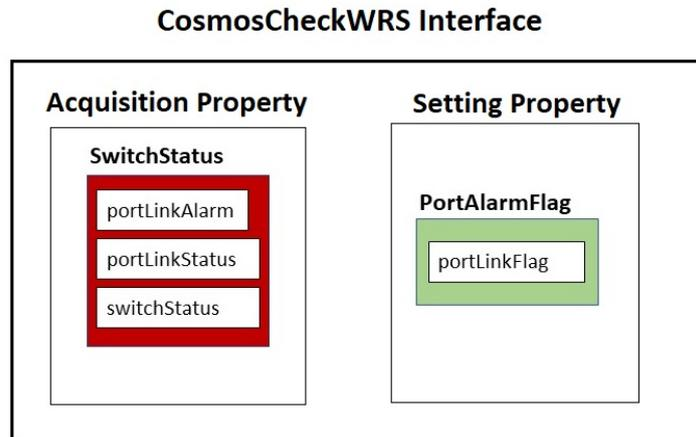 CosmosCheckWRS Interface
Acquisition Property
SwitchStatus
portLinkAlarm
portLinkStatus
switchStatus
Setting Property
PortAlarmFlag
portLinkFlag